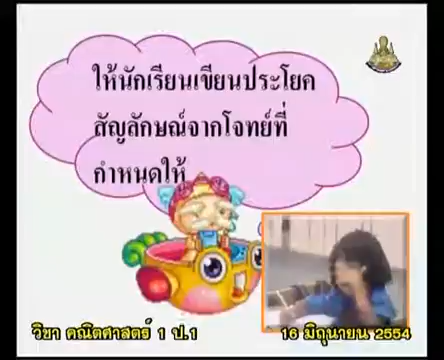 ให้นักเรียนเขียนประโยค
สัญลักษณ์จากโจทย์ที่
กำหนดให้
วิชา คณิตศาสตร์ 1 ป.1
16 มิถุนายน 2554